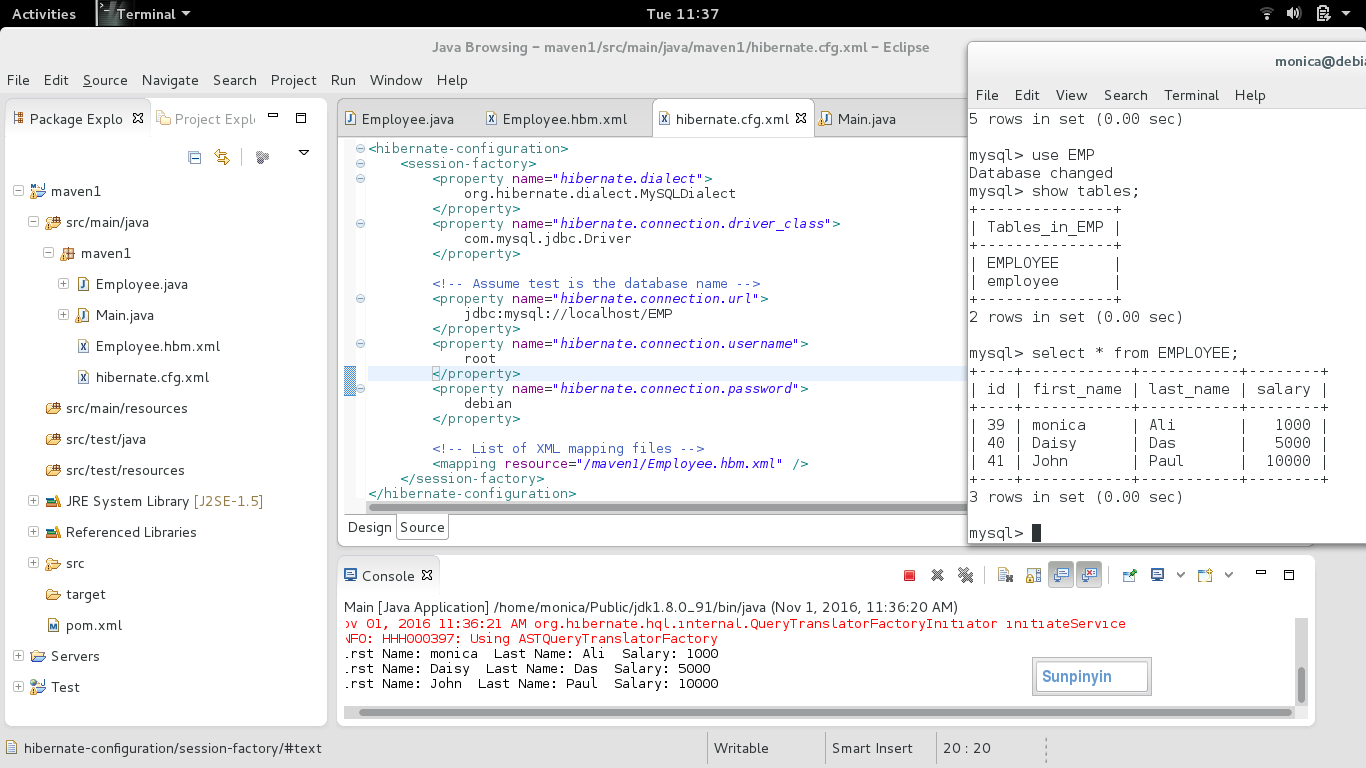 Activities
Terminal
Tue 11:37
Java Browsing – maven1/src/main/java/maven1/hibernate.cfg.xml – Eclipse
File Edit Source Navigate Search Project Run Window Help
Package Explo
Project Expl
maven1
src/main/java
maven1
Employee.java
Main.java
Employee.hbm.xml
hibernate.cfg.xml
src/main/resources
src/test/java
src/test/resources
JRE System Library [J2SE-1.5]
Referenced Libraries
src
target
pom.xml
Servers
Test
Employee.java
Employee.hbm.xml
hibernate.cfg.xml
Main.java
<hibernate-configuration>
<session-factory>
<property name="hibernate.dialect">
org.hibernate.dialect.MySQLDialect
</property>
<property name="hibernate.connection.driver_class">
com.mysql.jdbc.Driver
</property>
<!-- Assume test is the database name -->
<property name="hibernate.connection.url">
jdbc:mysql://localhost/EMP
</property>
<property name="hibernate.connection.username">
root
</property>
<property name="hibernate.connection.password">
debian
</property>
<!-- List of XML mapping files -->
<mapping resource="/maven1/Employee.hbm.xml" />
</session-factory>
</hibernate-configuration>
Design Source
monica@debi
File Edit View Search Terminal Help
5 rows in set (0.00 sec)
mysql> use EMP
Database changed
mysql> show tables;
+---------------+
| Tables_in_EMP |
+---------------+
| EMPLOYEE      |
| employee      |
+---------------+
2 rows in set (0.00 sec)
mysql> select * from EMPLOYEE;
+----+------------+-----------+--------+
| id | first_name | last_name | salary |
+----+------------+-----------+--------+
| 39 | monica     | Ali       |   1000 |
| 40 | Daisy      | Das       |   5000 |
| 41 | John       | Paul      |  10000 |
+----+------------+-----------+--------+
3 rows in set (0.00 sec)
mysql>
Console
Main [Java Application] /home/monica/Public/jdk1.8.0_91/bin/java (Nov 1, 2016, 11:36:20 AM)
ov 01, 2016 11:36:21 AM org.hibernate.hql.internal.QueryTranslatorFactoryInitiator initiateService
NFO: HHH000397: Using ASTQueryTranslatorFactory
irst Name: monica  Last Name: Ali  Salary: 1000
irst Name: Daisy  Last Name: Das  Salary: 5000
irst Name: John  Last Name: Paul  Salary: 10000
Sunpinyin
hibernate-configuration/session-factory/#text
Writable
Smart Insert
20 : 20